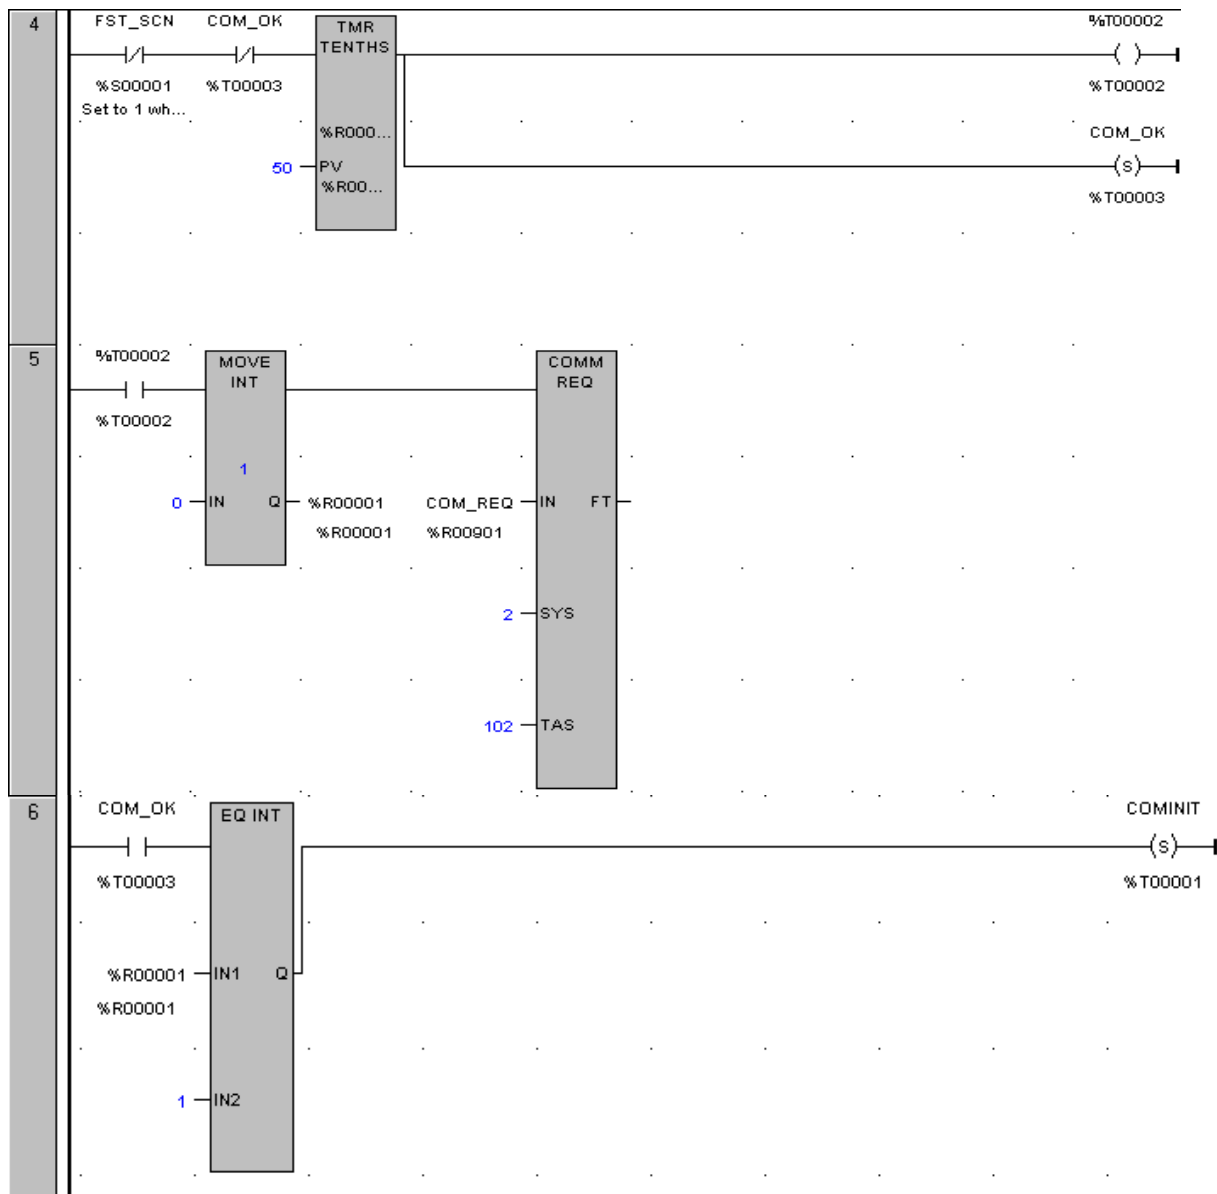 4
FST_SCN COM_OK TMR TENTHS %T00002
%S00001 %T00003 %T00002
Set to 1 wh...
%R000... COM_OK
50 PV
%R00... S
%T00003
5
%T00002 MOVE INT COMM REQ
%T00002
1
0 IN Q %R00001 COM_REQ IN FT
%R00001 %R00901
2 SYS
102 TAS
6
COM_OK EQ INT COMINIT
S
%T00003 %T00001
%R00001 IN1 Q
%R00001
1 IN2